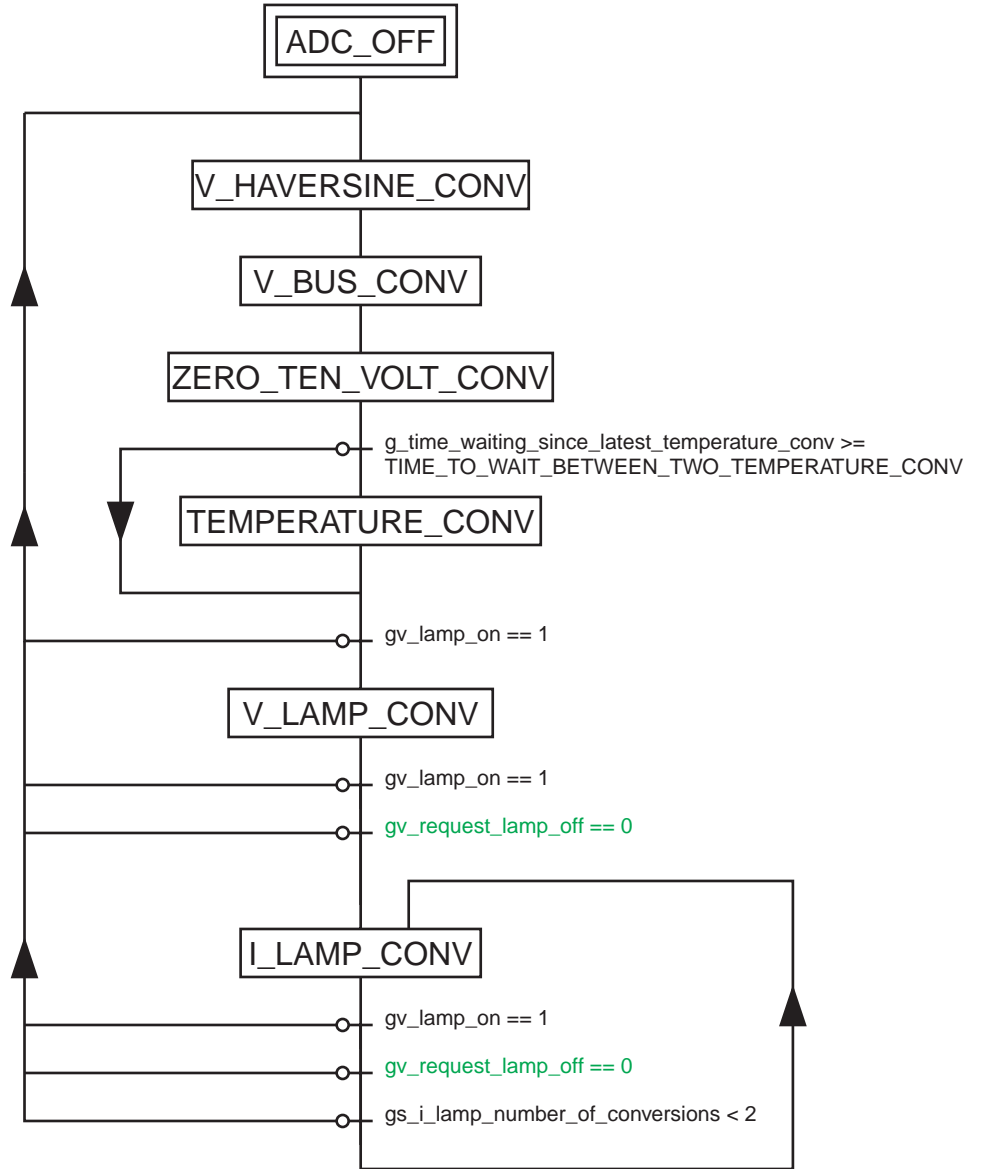 ADC_OFF
V_HAVERSINE_CONV
V_BUS_CONV
ZERO_TEN_VOLT_CONV
g_time_waiting_since_latest_temperature_conv >=
TIME_TO_WAIT_BETWEEN_TWO_TEMPERATURE_CONV
TEMPERATURE_CONV
gv_lamp_on == 1
V_LAMP_CONV
gv_lamp_on == 1
gv_request_lamp_off == 0
I_LAMP_CONV
gv_lamp_on == 1
gv_request_lamp_off == 0
gs_i_lamp_number_of_conversions < 2